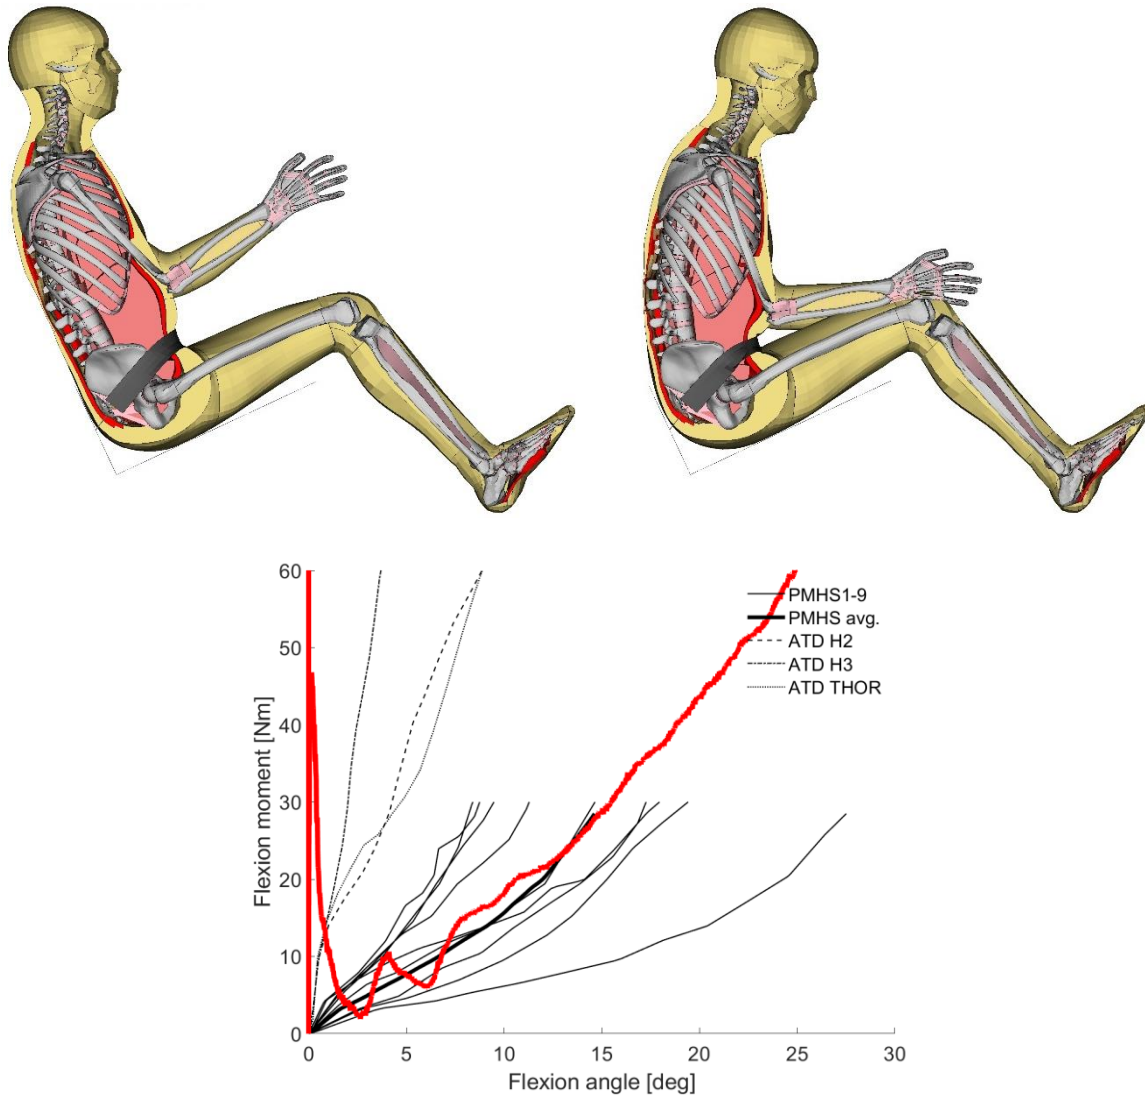 60
50
40
30
20
10
0
Flexion moment [Nm]
PMHS1-9
PMHS avg.
ATD H2
ATD H3
ATD THOR
0 5 10 15 20 25 30
Flexion angle [deg]